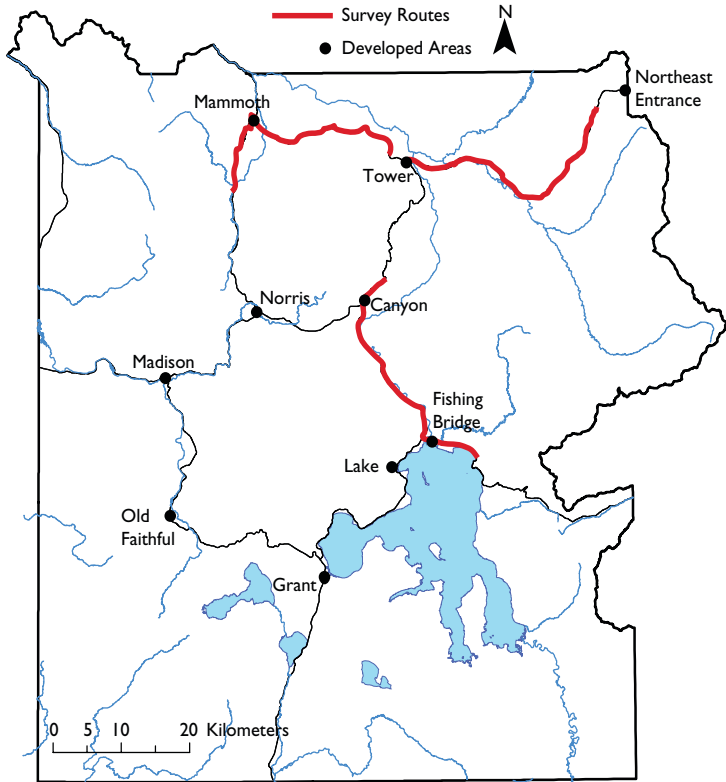 Survey Routes
N
Developed Areas
Northeast
Entrance
Mammoth
Tower
Norris
Canyon
Madison
Fishing
Bridge
Lake
Old
Faithful
Grant
0 5 10 20 Kilometers